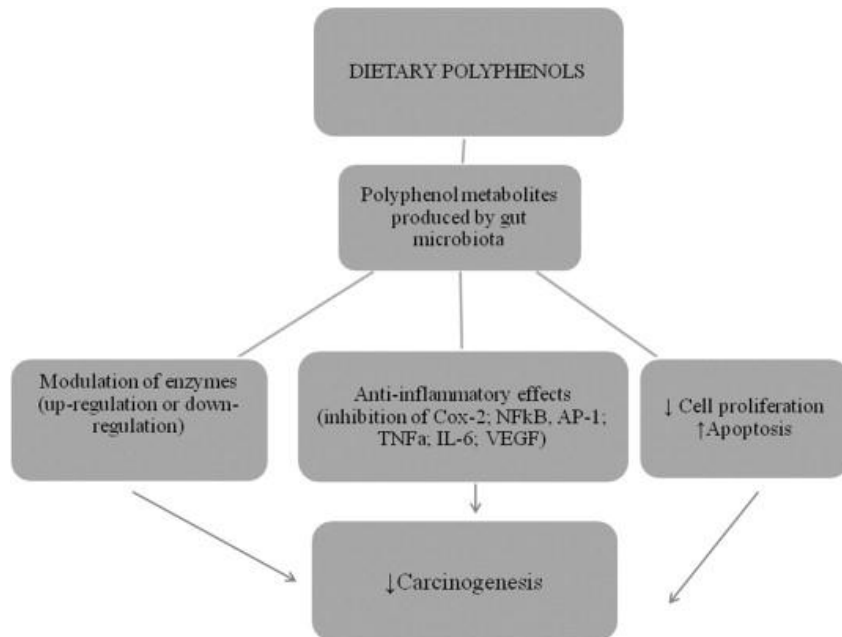 DIETARY POLYPHENOLS
Polyphenol metabolites
produced by gut
microbiota
Modulation of enzymes
(up-regulation or down-
regulation)
Anti-inflammatory effects
(inhibition of Cox-2; NFkB, AP-1;
TNFa; IL-6; VEGF)
↓ Cell proliferation
↑Apoptosis
↓Carcinogenesis